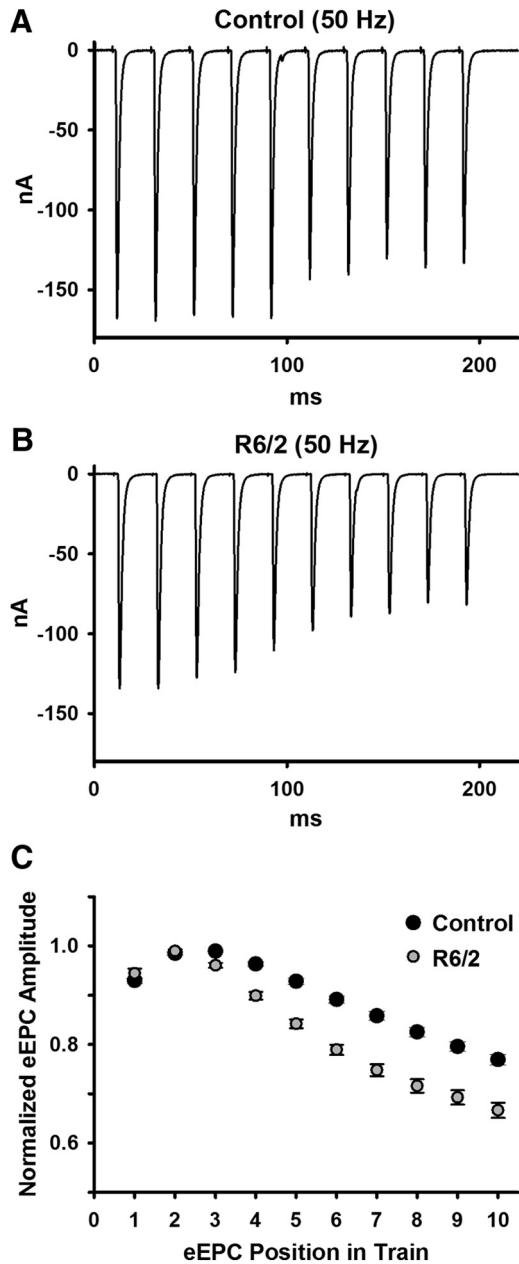 A
Control (50 Hz)
0
-50
-100
-150
nA
0
100
200
ms
B
R6/2 (50 Hz)
0
-50
-100
-150
nA
0
100
200
ms
C
Normalized eEPC Amplitude
1.0
0.8
0.6
Control
R6/2
0 1 2 3 4 5 6 7 8 9 10
eEPC Position in Train